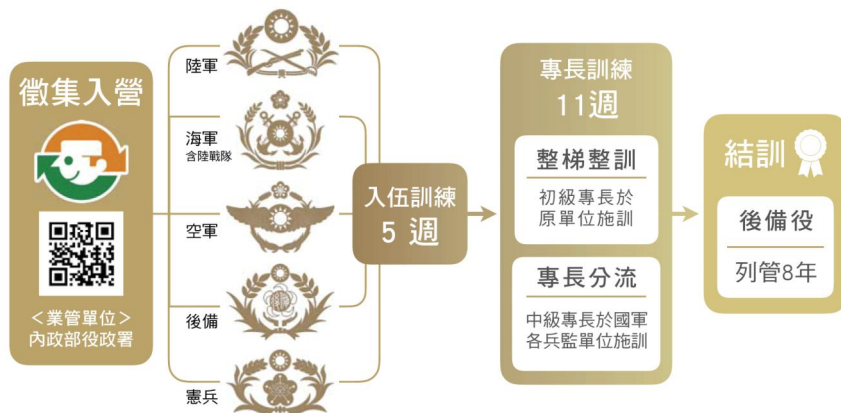 徵集入營
＜業管單位＞
內政部役政署
陸軍
海軍
含陸戰隊
空軍
後備
憲兵
入伍訓練
5 週
專長訓練
11週
整梯整訓
初級專長於
原單位施訓
專長分流
中級專長於國軍
各兵監單位施訓
結訓
後備役
列管8年